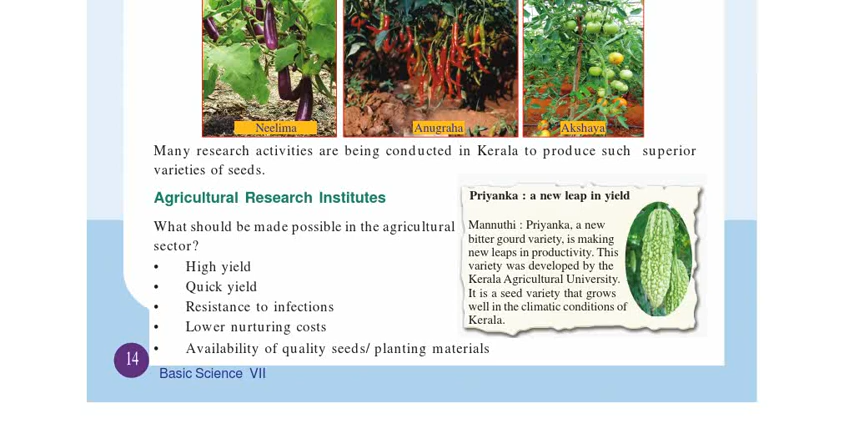 Neelima
Anugraha
Akshaya
Many research activities are being conducted in Kerala to produce such superior
varieties of seeds.
Agricultural Research Institutes
What should be made possible in the agricultural
sector?
• High yield
• Quick yield
• Resistance to infections
• Lower nurturing costs
• Availability of quality seeds/ planting materials
Priyanka : a new leap in yield
Mannuthi : Priyanka, a new
bitter gourd variety, is making
new leaps in productivity. This
variety was developed by the
Kerala Agricultural University.
It is a seed variety that grows
well in the climatic conditions of
Kerala.
14
Basic Science VII